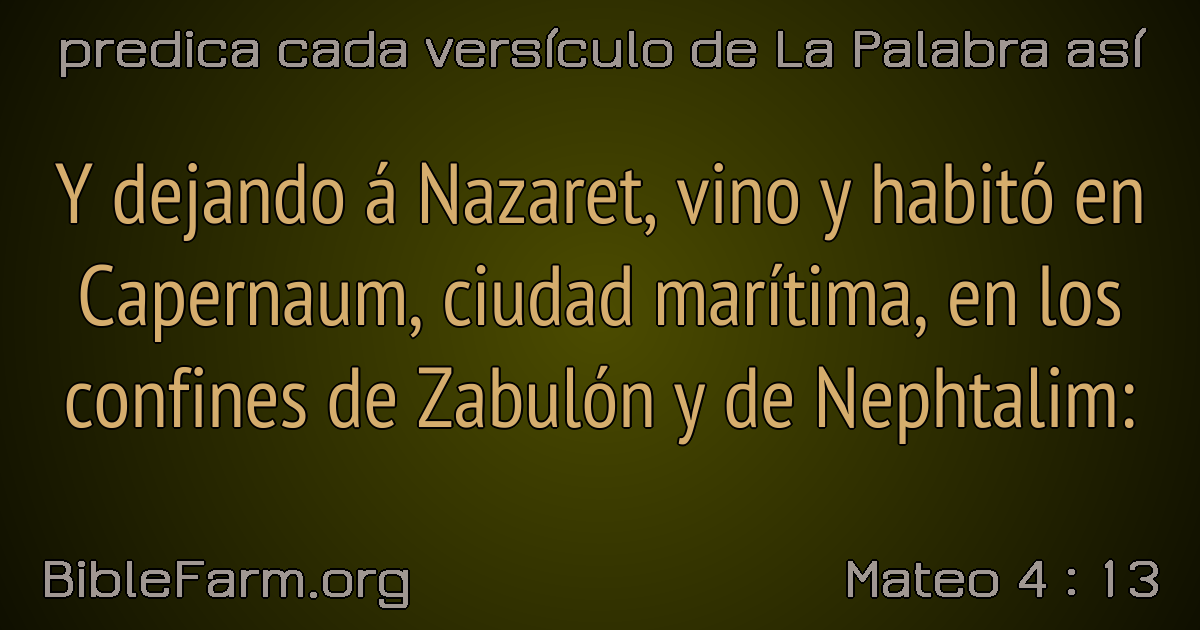 predica cada versículo de La Palabra así
Y dejando á Nazaret, vino y habitó en
Capernaum, ciudad marítima, en los
confines de Zabulón y de Nephtalim:
BibleFarm.org
Mateo 4 : 13